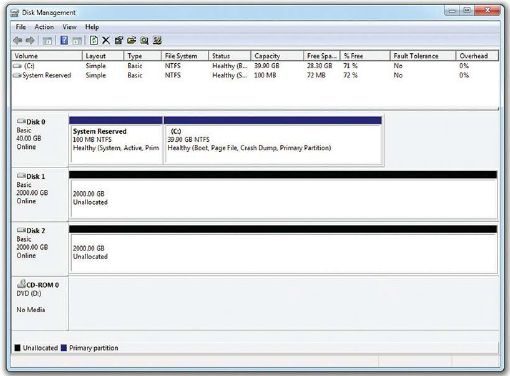 Disk Management
File Action View Help
Volume Layout Type File System Status Capacity Free Spa... % Free Fault Tolerance Overhead
(C:) Simple Basic NTFS Healthy (B... 39.90 GB 28.30 GB 71 % No 0%
System Reserved Simple Basic NTFS Healthy (S... 100 MB 72 MB 72 % No 0%
Disk 0
Basic
40.00 GB
Online
System Reserved
100 MB NTFS
Healthy (System, Active, Prim
(C:)
39.90 GB NTFS
Healthy (Boot, Page File, Crash Dump, Primary Partition)
Disk 1
Basic
2000.00 GB
Online
2000.00 GB
Unallocated
Disk 2
Basic
2000.00 GB
Online
2000.00 GB
Unallocated
CD-ROM 0
DVD (D:)
No Media
Unallocated Primary partition